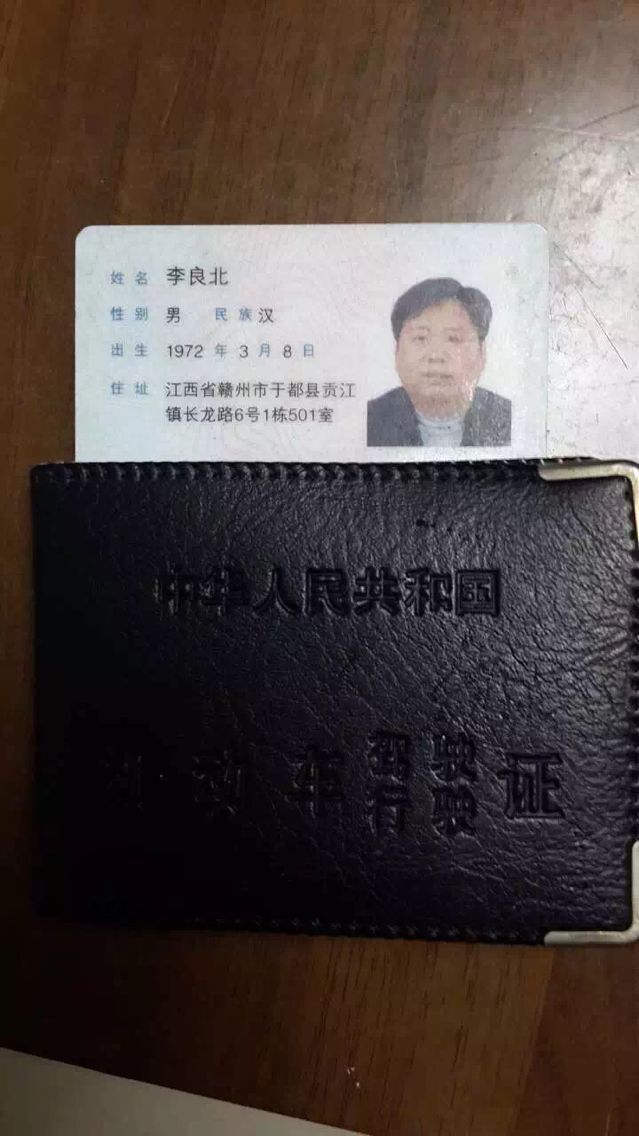 姓名 李良北
性别 男 民族 汉
出生 1972 年 3 月 8 日
住址 江西省赣州市于都县贡江
镇长龙路6号1栋501室
中华人民共和国
机动车驾驶证
行驶